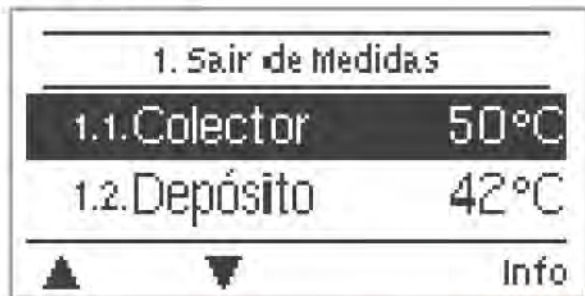 1. Sair de Medidas
1.1.Colector 50°C
1.2.Depósito 42°C
Info